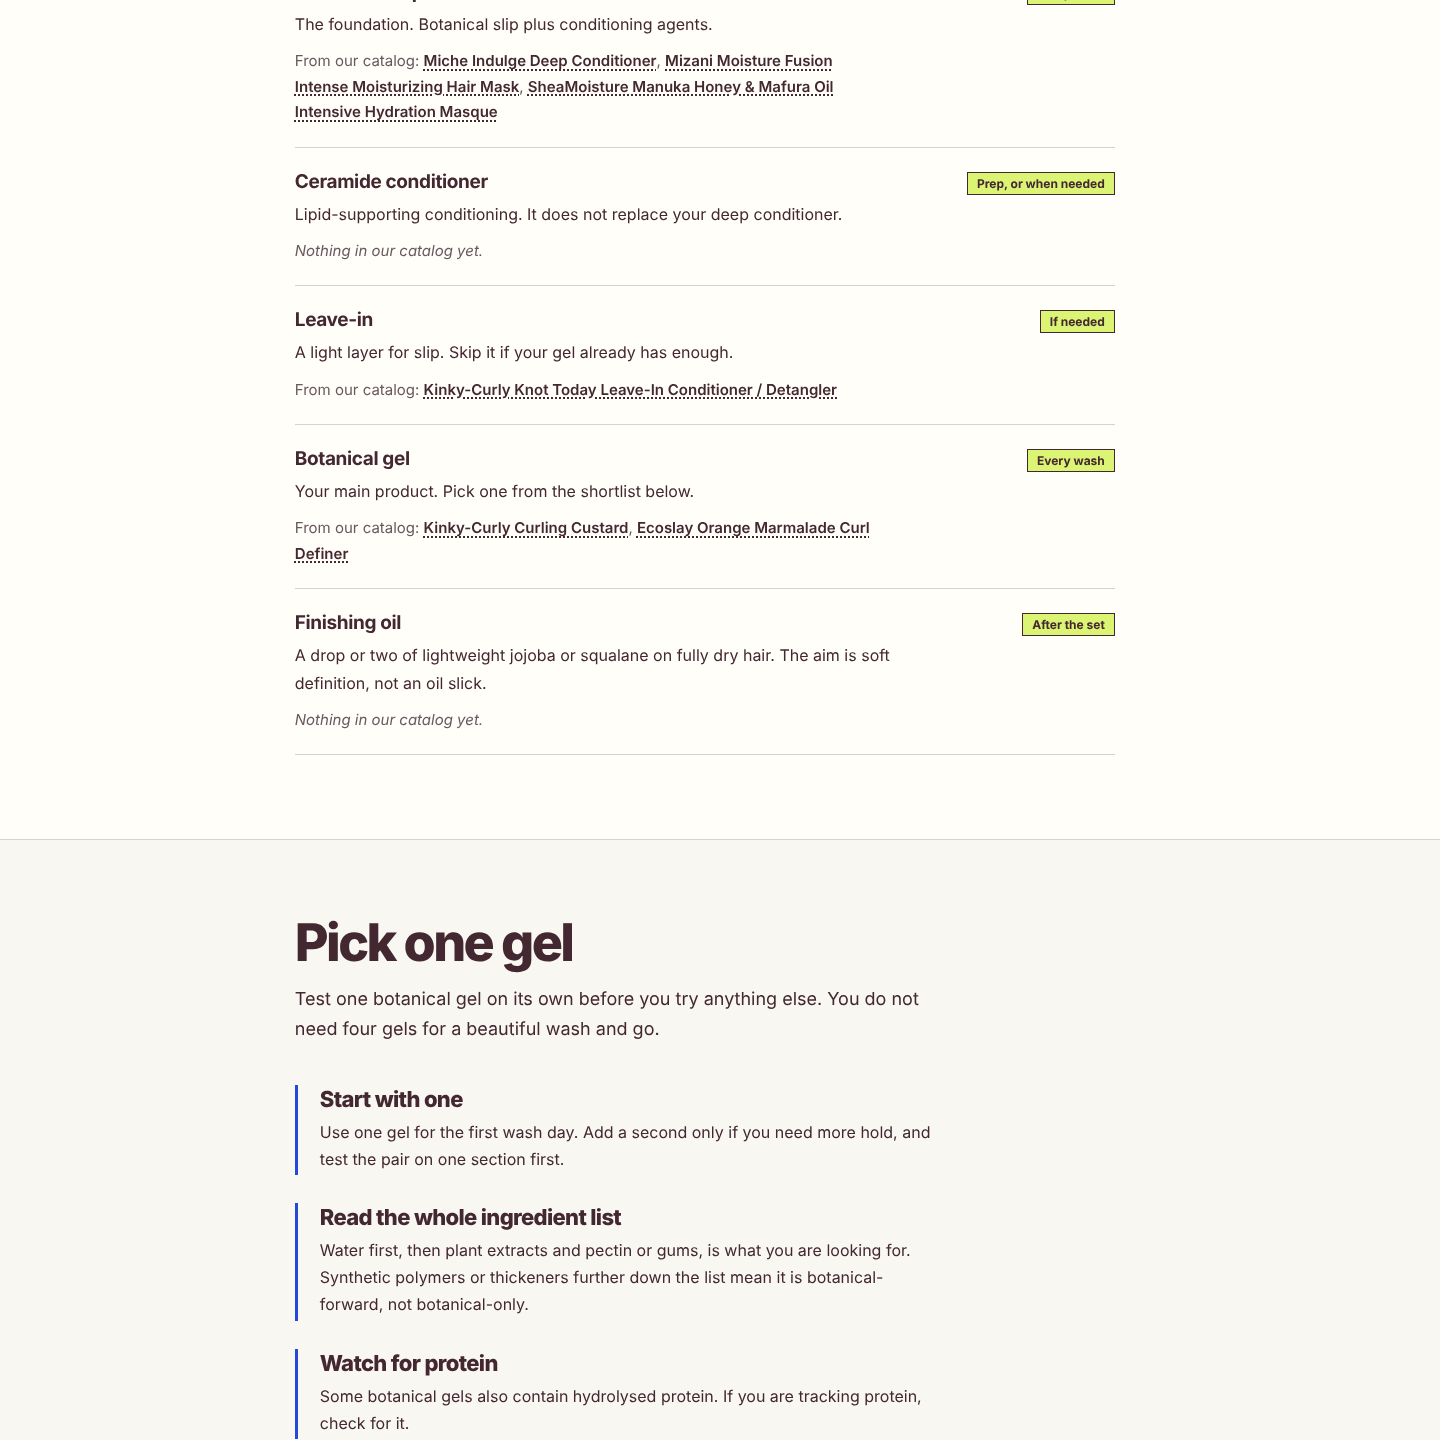 The foundation. Botanical slip plus conditioning agents.
From our catalog: Miche Indulge Deep Conditioner, Mizani Moisture Fusion
Intense Moisturizing Hair Mask, SheaMoisture Manuka Honey & Mafura Oil
Intensive Hydration Masque
Ceramide conditioner
Prep, or when needed
Lipid-supporting conditioning. It does not replace your deep conditioner.
Nothing in our catalog yet.
Leave-in
If needed
A light layer for slip. Skip it if your gel already has enough.
From our catalog: Kinky-Curly Knot Today Leave-In Conditioner / Detangler
Botanical gel
Every wash
Your main product. Pick one from the shortlist below.
From our catalog: Kinky-Curly Curling Custard, Ecoslay Orange Marmalade Curl
Definer
Finishing oil
After the set
A drop or two of lightweight jojoba or squalane on fully dry hair. The aim is soft
definition, not an oil slick.
Nothing in our catalog yet.
Pick one gel
Test one botanical gel on its own before you try anything else. You do not
need four gels for a beautiful wash and go.
Start with one
Use one gel for the first wash day. Add a second only if you need more hold, and
test the pair on one section first.
Read the whole ingredient list
Water first, then plant extracts and pectin or gums, is what you are looking for.
Synthetic polymers or thickeners further down the list mean it is botanical-
forward, not botanical-only.
Watch for protein
Some botanical gels also contain hydrolysed protein. If you are tracking protein,
check for it.